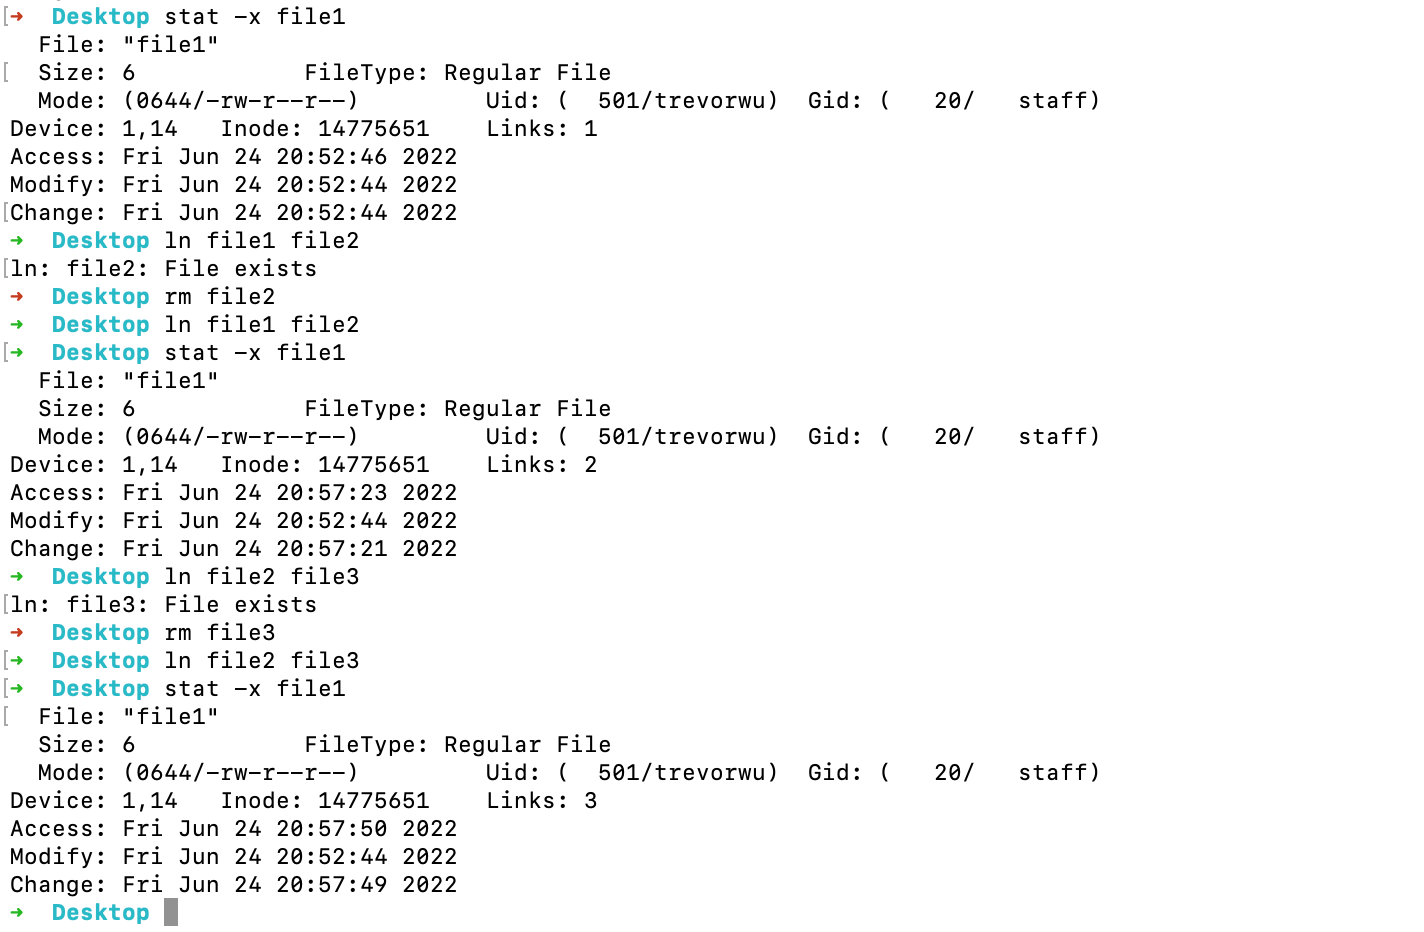 [➜  Desktop stat -x file1
  File: "file1"
[ Size: 6            FileType: Regular File
  Mode: (0644/-rw-r--r--)         Uid: (  501/trevorwu)  Gid: (   20/   staff)
Device: 1,14   Inode: 14775651    Links: 1
Access: Fri Jun 24 20:52:46 2022
Modify: Fri Jun 24 20:52:44 2022
[Change: Fri Jun 24 20:52:44 2022
➜  Desktop ln file1 file2
[ln: file2: File exists
➜  Desktop rm file2
➜  Desktop ln file1 file2
[➜  Desktop stat -x file1
  File: "file1"
  Size: 6            FileType: Regular File
  Mode: (0644/-rw-r--r--)         Uid: (  501/trevorwu)  Gid: (   20/   staff)
Device: 1,14   Inode: 14775651    Links: 2
Access: Fri Jun 24 20:57:23 2022
Modify: Fri Jun 24 20:52:44 2022
Change: Fri Jun 24 20:57:21 2022
➜  Desktop ln file2 file3
[ln: file3: File exists
➜  Desktop rm file3
[➜  Desktop ln file2 file3
[➜  Desktop stat -x file1
[ File: "file1"
  Size: 6            FileType: Regular File
  Mode: (0644/-rw-r--r--)         Uid: (  501/trevorwu)  Gid: (   20/   staff)
Device: 1,14   Inode: 14775651    Links: 3
Access: Fri Jun 24 20:57:50 2022
Modify: Fri Jun 24 20:52:44 2022
Change: Fri Jun 24 20:57:49 2022
➜  Desktop